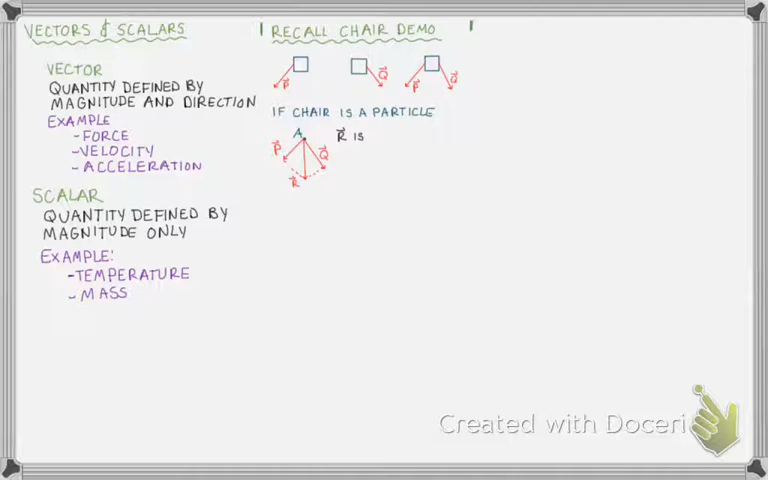 VECTORS & SCALARS
VECTOR
QUANTITY DEFINED BY
MAGNITUDE AND DIRECTION
EXAMPLE
-FORCE
-VELOCITY
-ACCELERATION
SCALAR
QUANTITY DEFINED BY
MAGNITUDE ONLY
EXAMPLE:
-TEMPERATURE
-MASS
RECALL CHAIR DEMO
P Q P Q
IF CHAIR IS A PARTICLE
A R IS
P Q
R
Created with Doceri